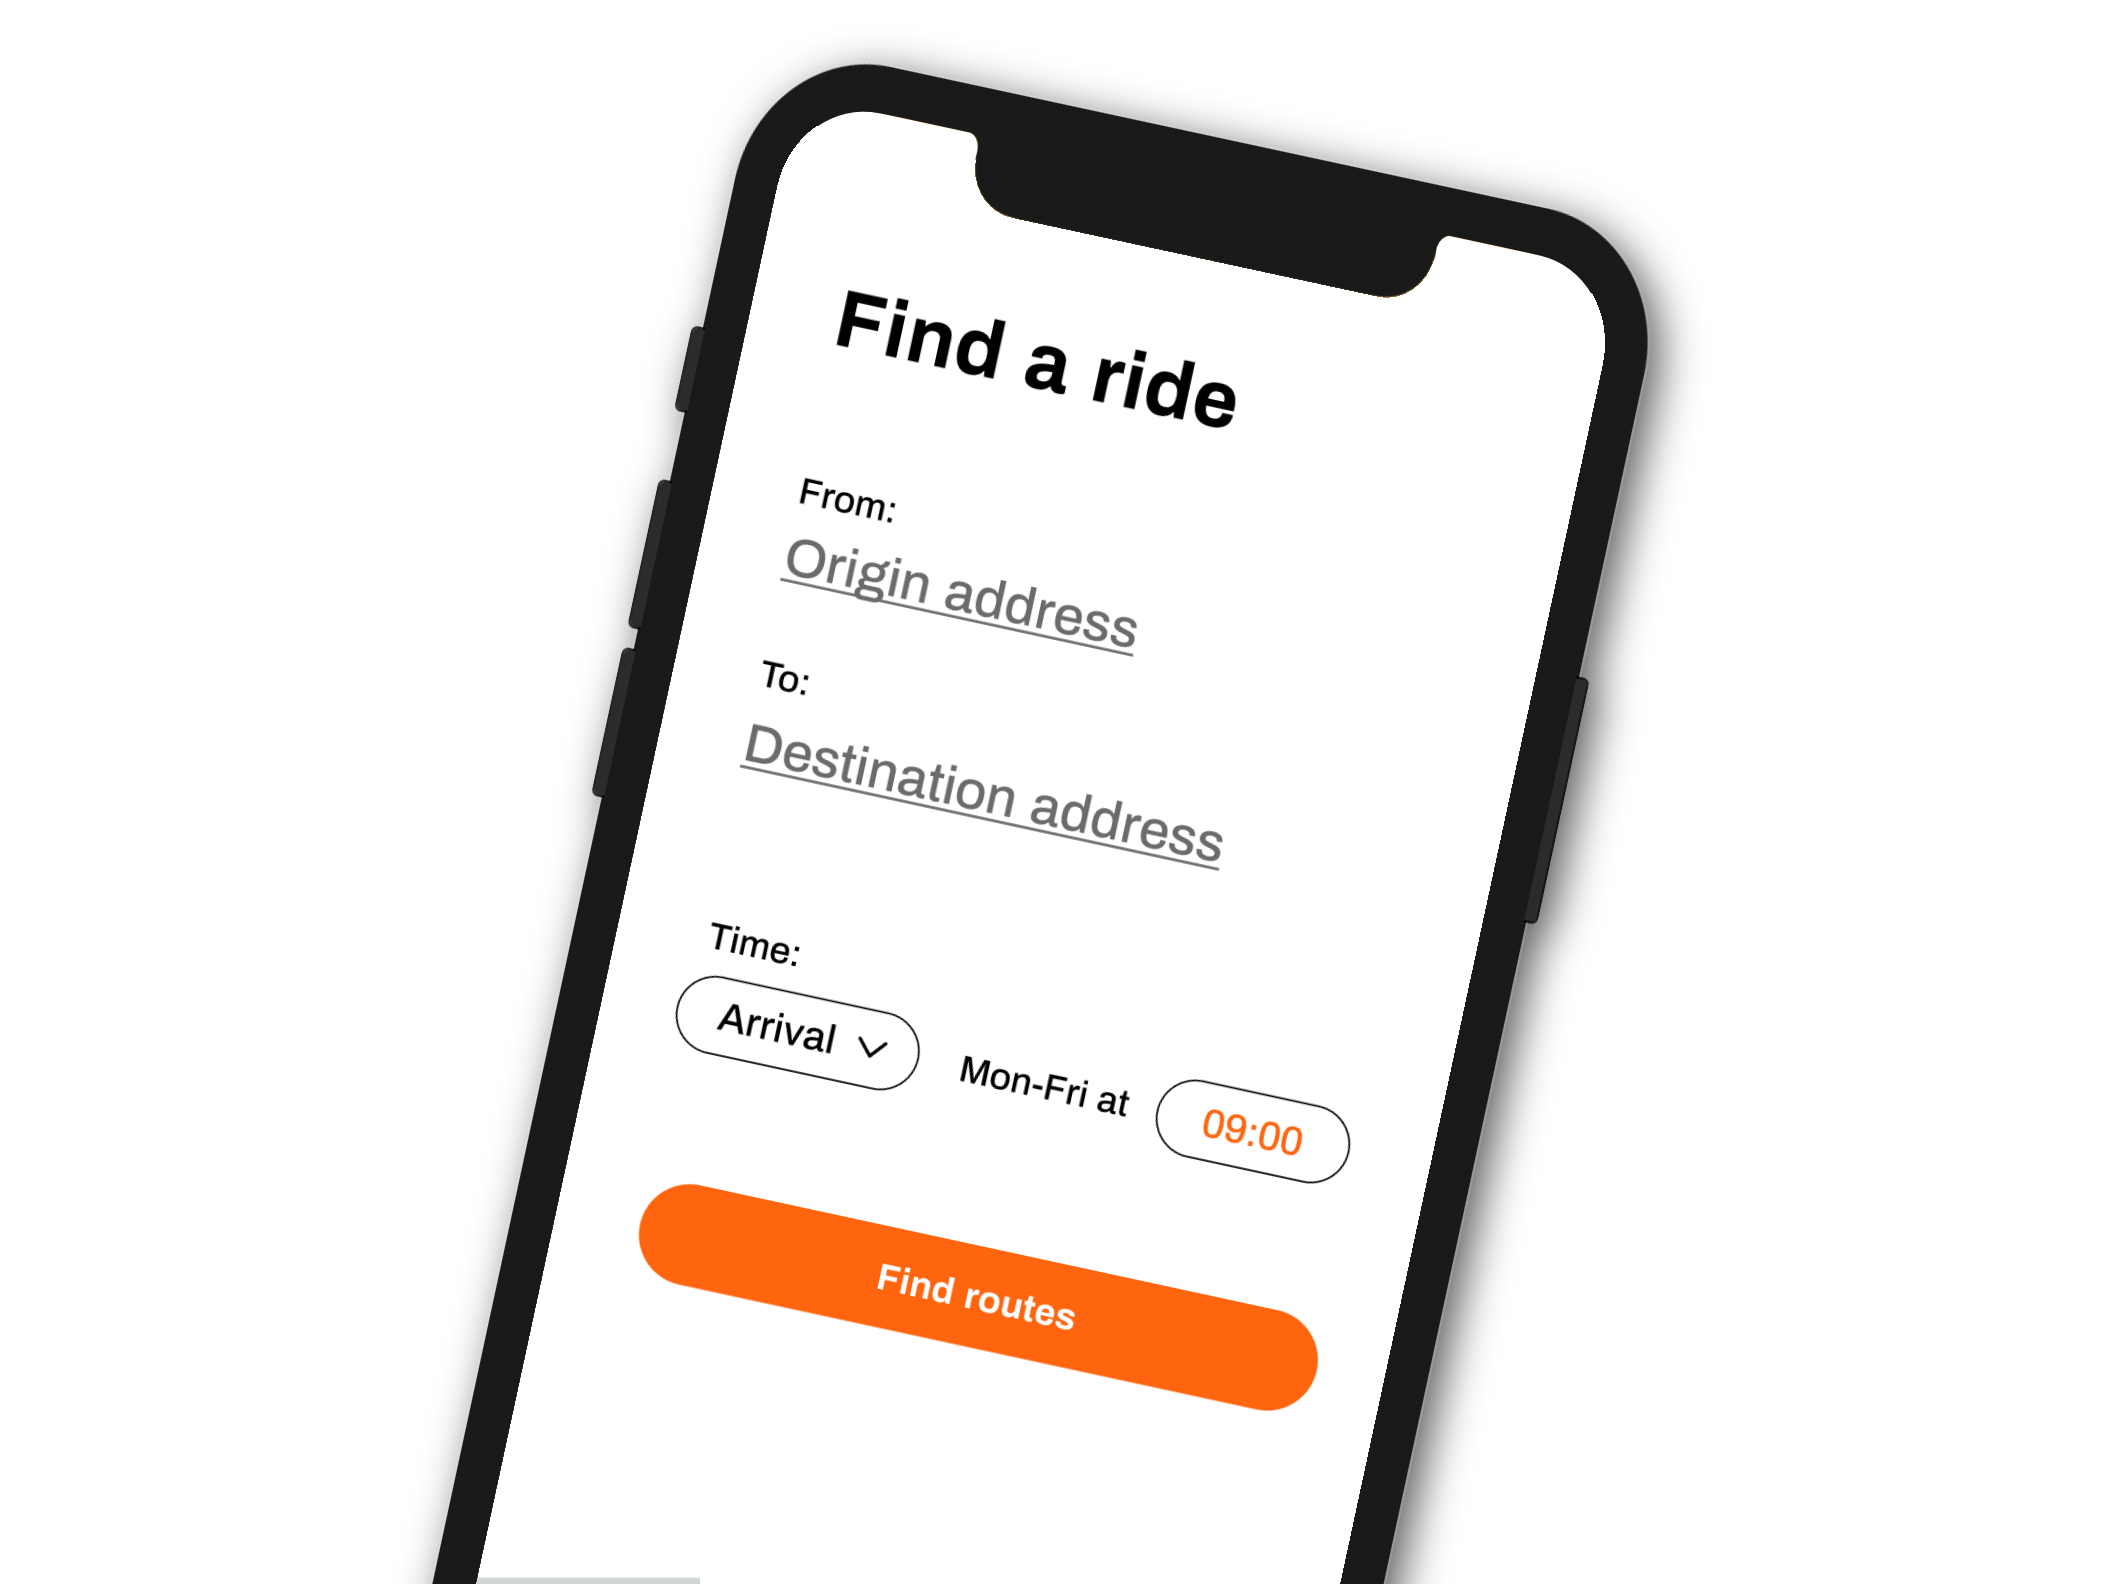 Find a ride
From:
Origin address
To:
Destination address
Time:
Arrival
Mon-Fri at
09:00
Find routes